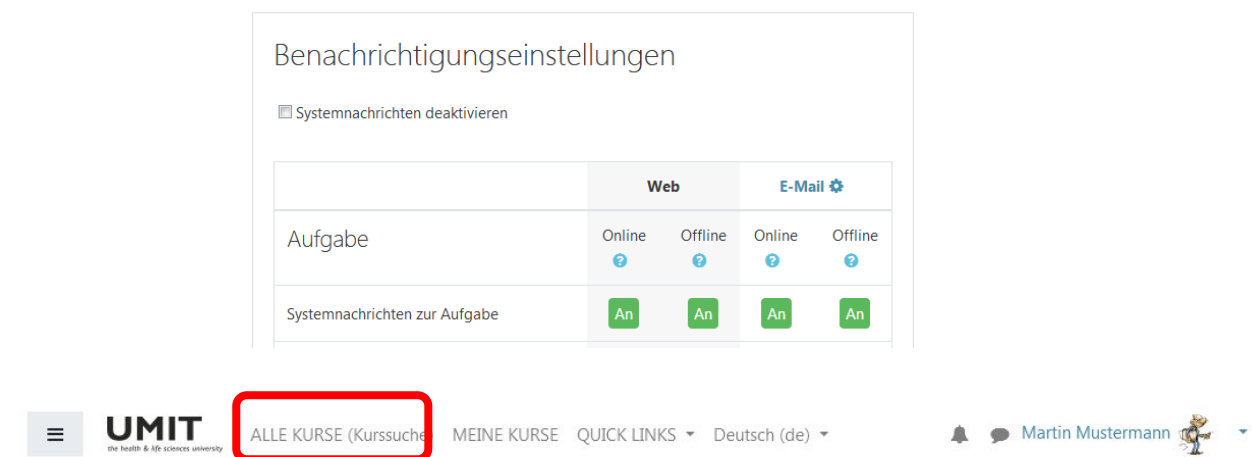 Benachrichtigungseinstellungen
Systemnachrichten deaktivieren
Web E-Mail
Aufgabe Online Offline Online Offline
Systemnachrichten zur Aufgabe An An An An
UMIT
the health & life sciences university
ALLE KURSE (Kurssuche) MEINE KURSE QUICK LINKS Deutsch (de) Martin Mustermann